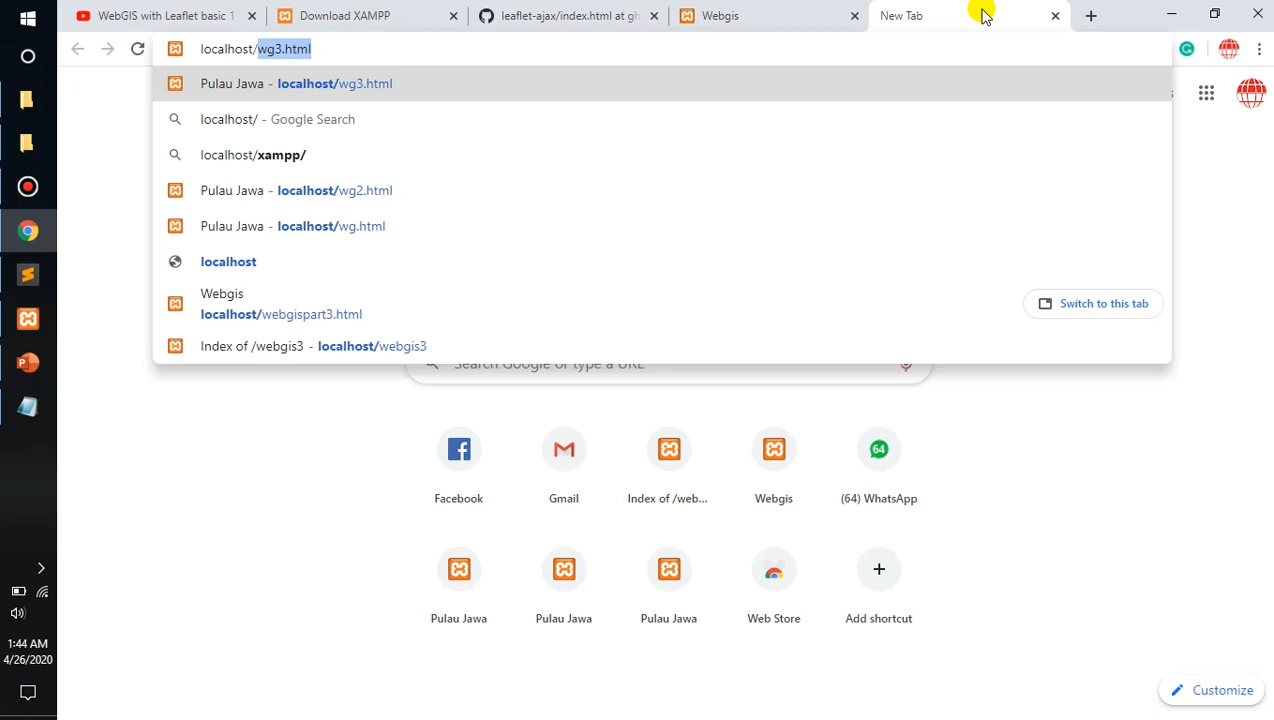 WebGIS with Leaflet basic 1
Download XAMPP
leaflet-ajax/index.html at gh
Webgis
New Tab
localhost/wg3.html
Pulau Jawa - localhost/wg3.html
localhost/ - Google Search
localhost/xampp/
Pulau Jawa - localhost/wg2.html
Pulau Jawa - localhost/wg.html
localhost
Webgis
localhost/webgispart3.html
Switch to this tab
Index of /webgis3 - localhost/webgis3
Search Google or type a URL
64
Facebook
Gmail
Index of /web...
Webgis
(64) WhatsApp
Pulau Jawa
Pulau Jawa
Pulau Jawa
Web Store
Add shortcut
1:44 AM
4/26/2020
Customize